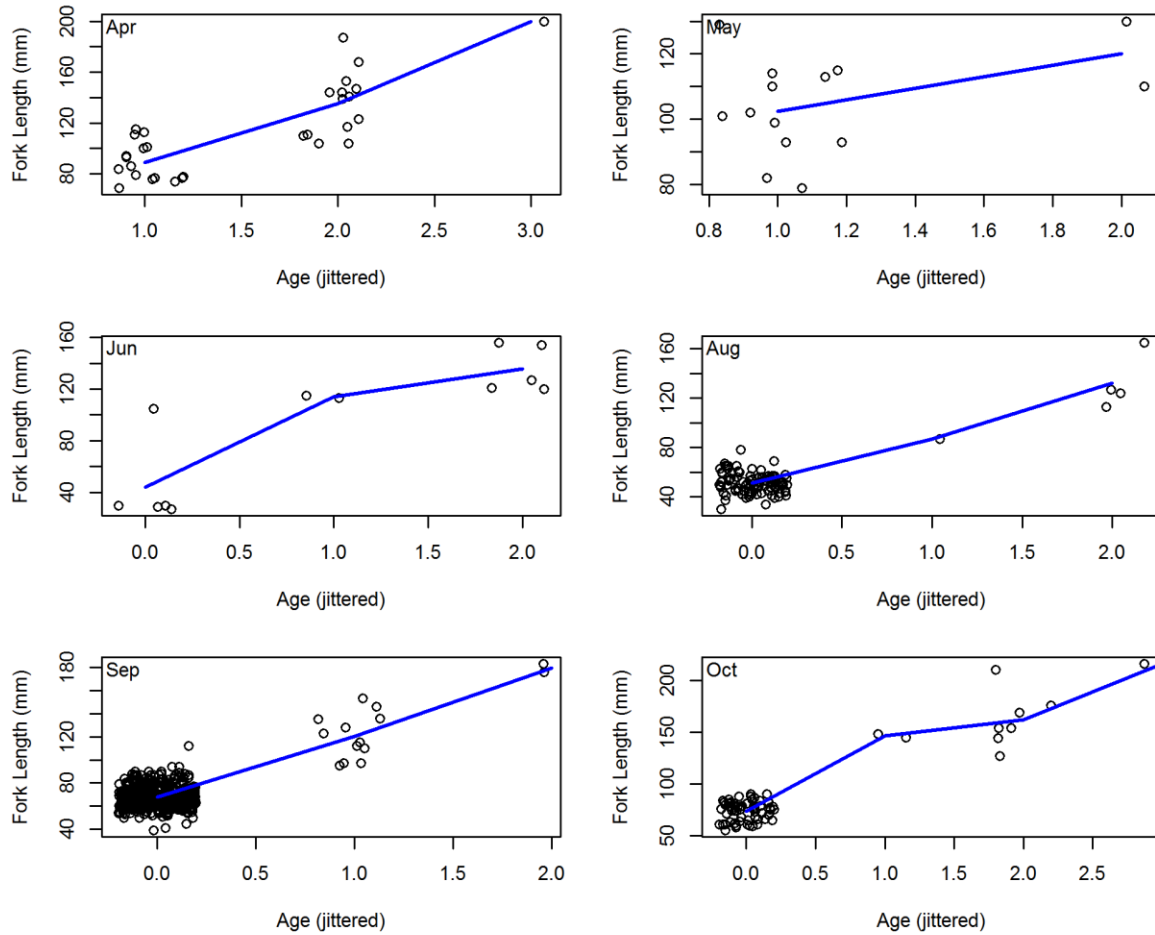 Apr
Fork Length (mm)
80 120 160 200
1.0 1.5 2.0 2.5 3.0
Age (jittered)
May
Fork Length (mm)
80 100 120
0.8 1.0 1.2 1.4 1.6 1.8 2.0
Age (jittered)
Jun
Fork Length (mm)
40 80 120 160
0.0 0.5 1.0 1.5 2.0
Age (jittered)
Aug
Fork Length (mm)
40 80 120 160
0.0 0.5 1.0 1.5 2.0
Age (jittered)
Sep
Fork Length (mm)
40 80 120 180
0.0 0.5 1.0 1.5 2.0
Age (jittered)
Oct
Fork Length (mm)
50 100 150 200
0.0 0.5 1.0 1.5 2.0 2.5
Age (jittered)